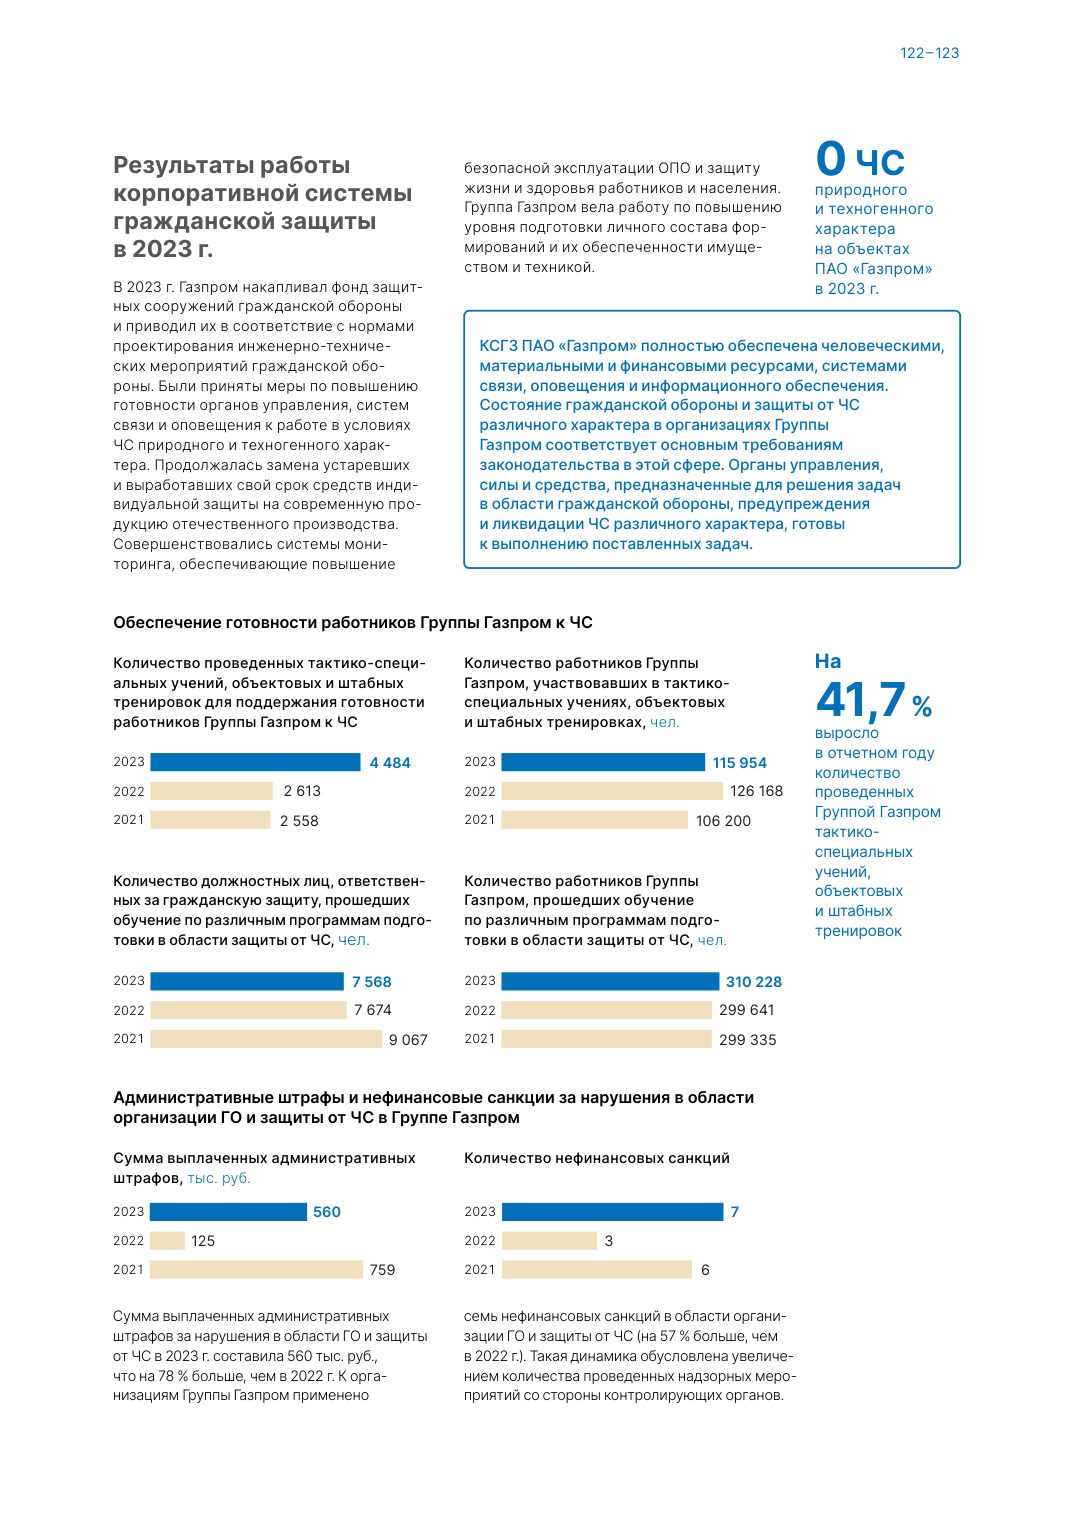 122–123
Результаты работы
корпоративной системы
гражданской защиты
в 2023 г.
В 2023 г. Газпром накапливал фонд защит-
ных сооружений гражданской обороны
и приводил их в соответствие с нормами
проектирования инженерно-техниче-
ских мероприятий гражданской обо-
роны. Были приняты меры по повышению
готовности органов управления, систем
связи и оповещения к работе в условиях
ЧС природного и техногенного харак-
тера. Продолжалась замена устаревших
и выработавших свой срок средств инди-
видуальной защиты на современную про-
дукцию отечественного производства.
Совершенствовались системы мони-
торинга, обеспечивающие повышение
безопасной эксплуатации ОПО и защиту
жизни и здоровья работников и населения.
Группа Газпром вела работу по повышению
уровня подготовки личного состава фор-
мирований и их обеспеченности имуще-
ством и техникой.
0 ЧС
природного
и техногенного
характера
на объектах
ПАО «Газпром»
в 2023 г.
КСГЗ ПАО «Газпром» полностью обеспечена человеческими,
материальными и финансовыми ресурсами, системами
связи, оповещения и информационного обеспечения.
Состояние гражданской обороны и защиты от ЧС
различного характера в организациях Группы
Газпром соответствует основным требованиям
законодательства в этой сфере. Органы управления,
силы и средства, предназначенные для решения задач
в области гражданской обороны, предупреждения
и ликвидации ЧС различного характера, готовы
к выполнению поставленных задач.
Обеспечение готовности работников Группы Газпром к ЧС
Количество проведенных тактико-специ-
альных учений, объектовых и штабных
тренировок для поддержания готовности
работников Группы Газпром к ЧС
2023 4 484
2022 2 613
2021 2 558
Количество работников Группы
Газпром, участвовавших в тактико-
специальных учениях, объектовых
и штабных тренировках, чел.
2023 115 954
2022 126 168
2021 106 200
На
41,7 %
выросло
в отчетном году
количество
проведенных
Группой Газпром
тактико-
специальных
учений,
объектовых
и штабных
тренировок
Количество должностных лиц, ответствен-
ных за гражданскую защиту, прошедших
обучение по различным программам подго-
товки в области защиты от ЧС, чел.
2023 7 568
2022 7 674
2021 9 067
Количество работников Группы
Газпром, прошедших обучение
по различным программам подго-
товки в области защиты от ЧС, чел.
2023 310 228
2022 299 641
2021 299 335
Административные штрафы и нефинансовые санкции за нарушения в области
организации ГО и защиты от ЧС в Группе Газпром
Сумма выплаченных административных
штрафов, тыс. руб.
2023 560
2022 125
2021 759
Количество нефинансовых санкций
2023 7
2022 3
2021 6
Сумма выплаченных административных
штрафов за нарушения в области ГО и защиты
от ЧС в 2023 г. составила 560 тыс. руб.,
что на 78 % больше, чем в 2022 г. К орга-
низациям Группы Газпром применено
семь нефинансовых санкций в области органи-
зации ГО и защиты от ЧС (на 57 % больше, чем
в 2022 г.). Такая динамика обусловлена увеличе-
нием количества проведенных надзорных меро-
приятий со стороны контролирующих органов.